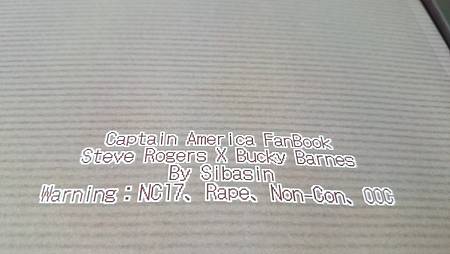 Captain America FanBook
Steve Rogers X Bucky Barnes
By Sibasin
Warning：NC17、Rape、Non-Con、OOC